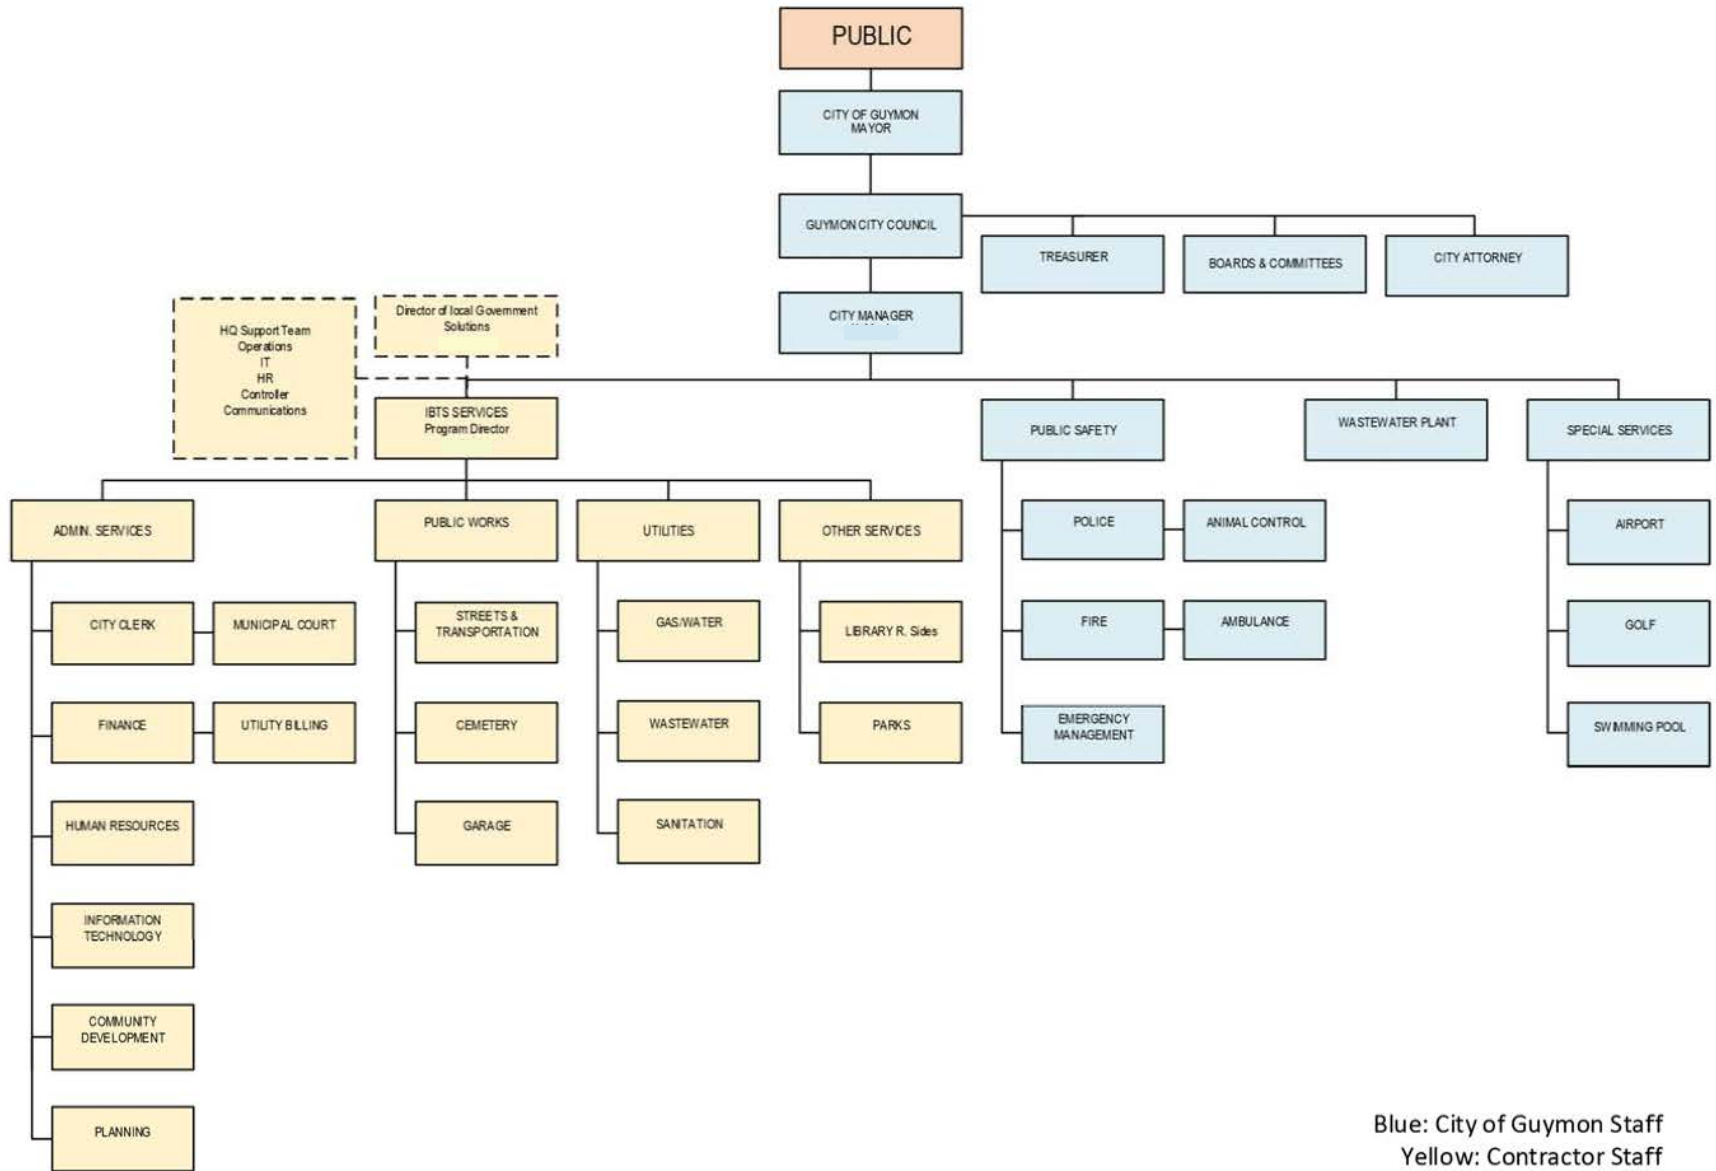 PUBLIC
CITY OF GUYMON
MAYOR
GUYMON CITY COUNCIL
TREASURER
BOARDS & COMMITTEES
CITY ATTORNEY
CITY MANAGER
HQ Support Team
Operations
IT
HR
Controller
Communications
Director of local Government
Solutions
IBTS SERVICES
Program Director
PUBLIC SAFETY
WASTEWATER PLANT
SPECIAL SERVICES
ADMIN. SERVICES
PUBLIC WORKS
UTILITIES
OTHER SERVICES
POLICE
ANIMAL CONTROL
AIRPORT
CITY CLERK
MUNICIPAL COURT
STREETS &
TRANSPORTATION
GAS/WATER
LIBRARY R. Sides
FIRE
AMBULANCE
GOLF
FINANCE
UTILITY BILLING
CEMETERY
WASTEWATER
PARKS
EMERGENCY
MANAGEMENT
SWIMMING POOL
HUMAN RESOURCES
GARAGE
SANITATION
INFORMATION
TECHNOLOGY
COMMUNITY
DEVELOPMENT
PLANNING
Blue: City of Guymon Staff
Yellow: Contractor Staff